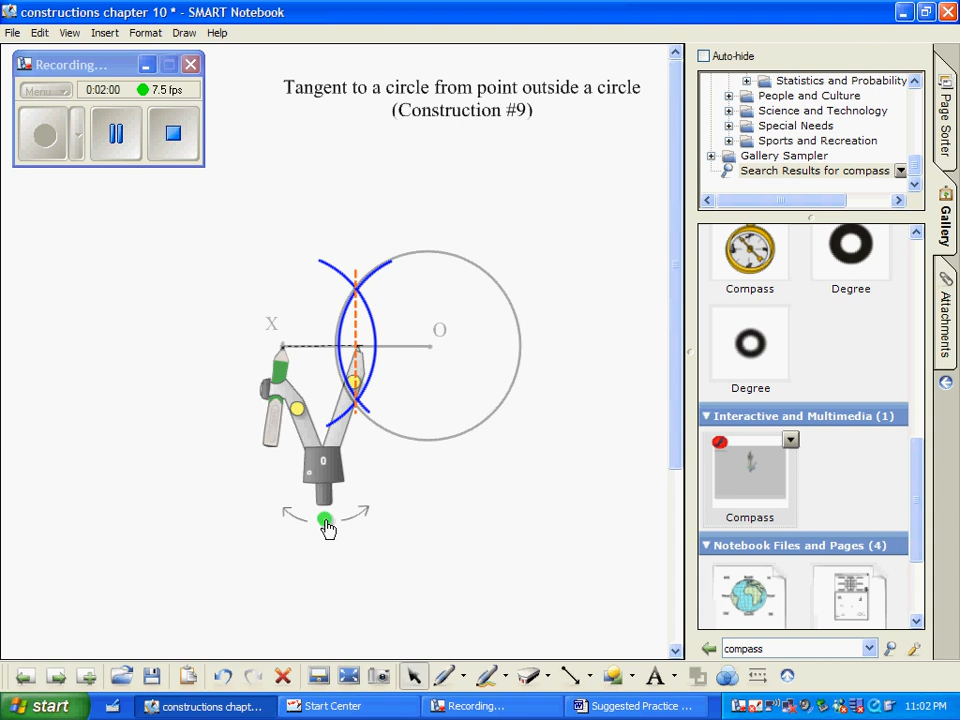 constructions chapter 10 * - SMART Notebook
File Edit View Insert Format Draw Help
Recording...
Menu 0:02:00 7.5 fps
Tangent to a circle from point outside a circle
(Construction #9)
X
O
0
Auto-hide
Statistics and Probability
People and Culture
Science and Technology
Special Needs
Sports and Recreation
Gallery Sampler
Search Results for compass
Compass Degree
Degree
Interactive and Multimedia (1)
Compass
Notebook Files and Pages (4)
compass
Page Sorter
Gallery
Attachments
A
start
constructions chapt...
Start Center
Recording...
Suggested Practice ...
11:02 PM